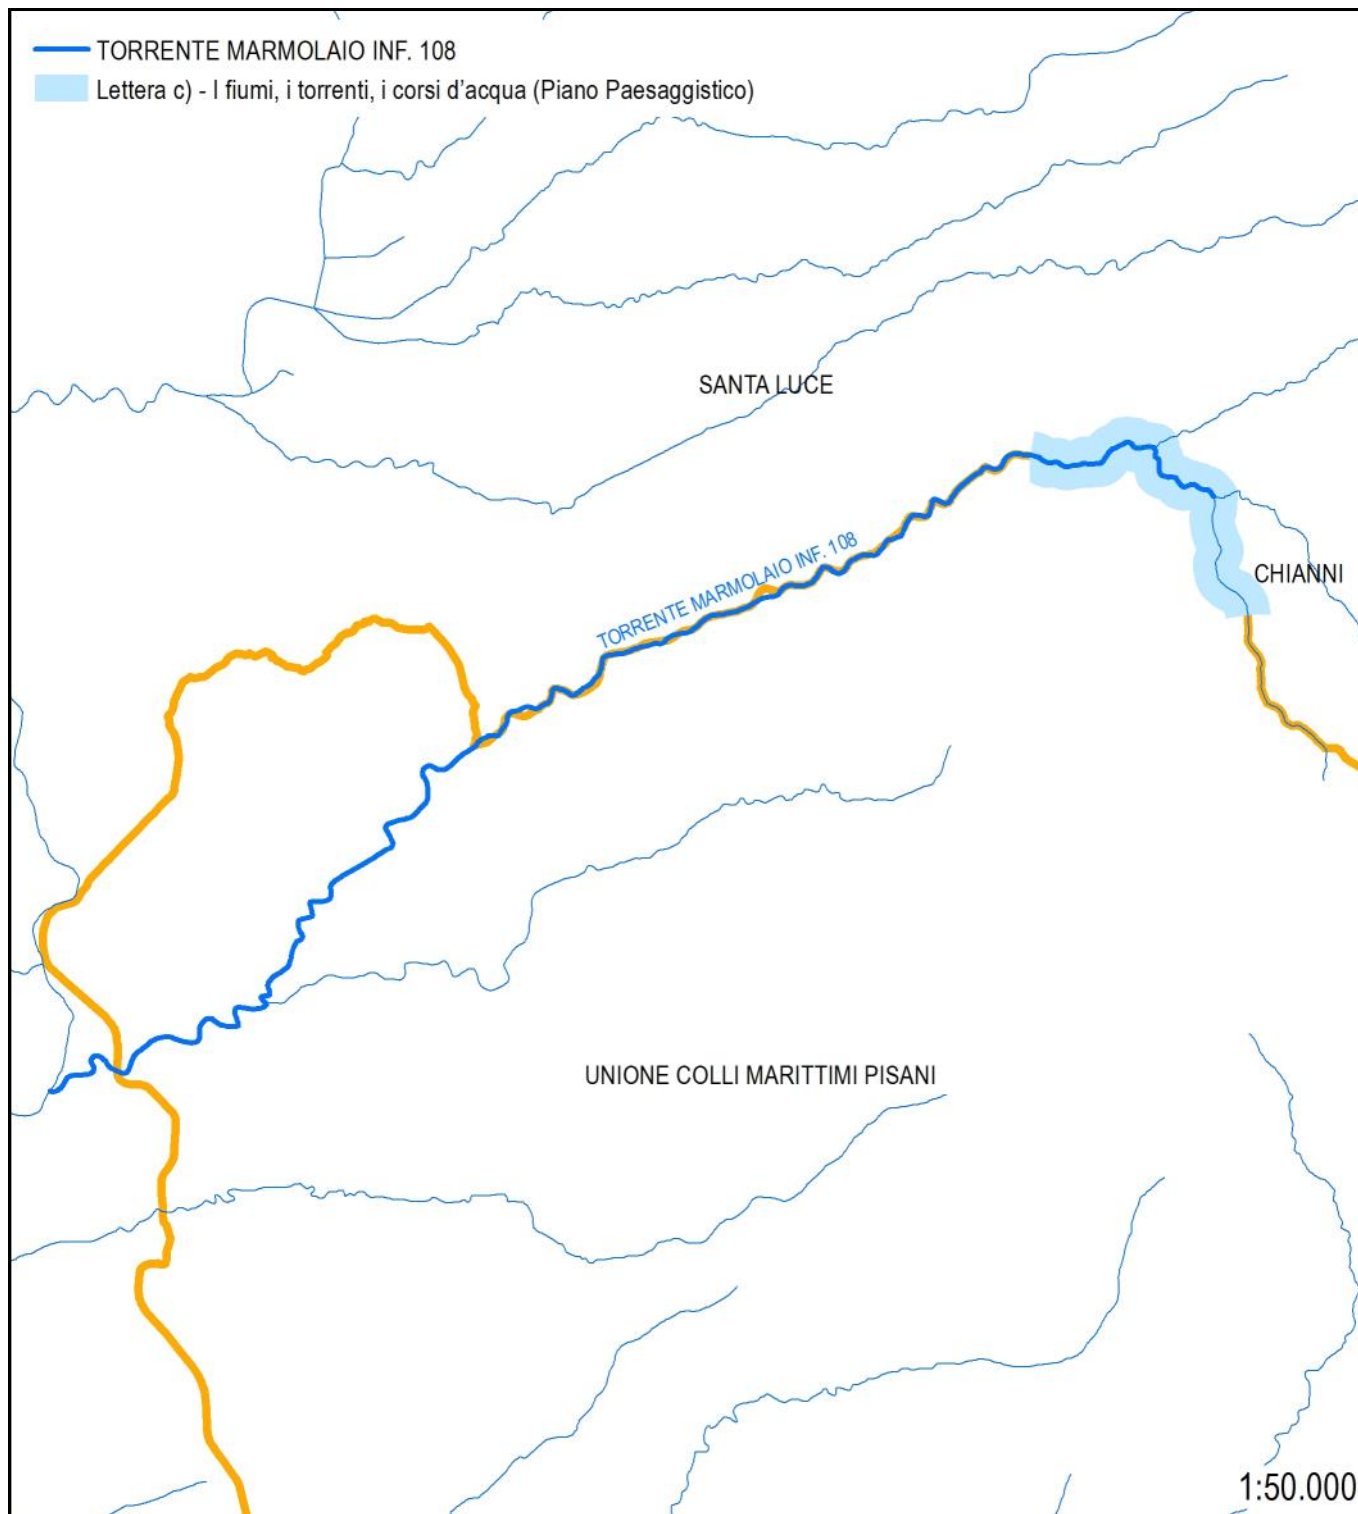 TORRENTE MARMOLAIO INF. 108
Lettera c) - I fiumi, i torrenti, i corsi d'acqua (Piano Paesaggistico)
SANTA LUCE
TORRENTE MARMOLAIO INF. 108
CHIANNI
UNIONE COLLI MARITTIMI PISANI
1:50.000